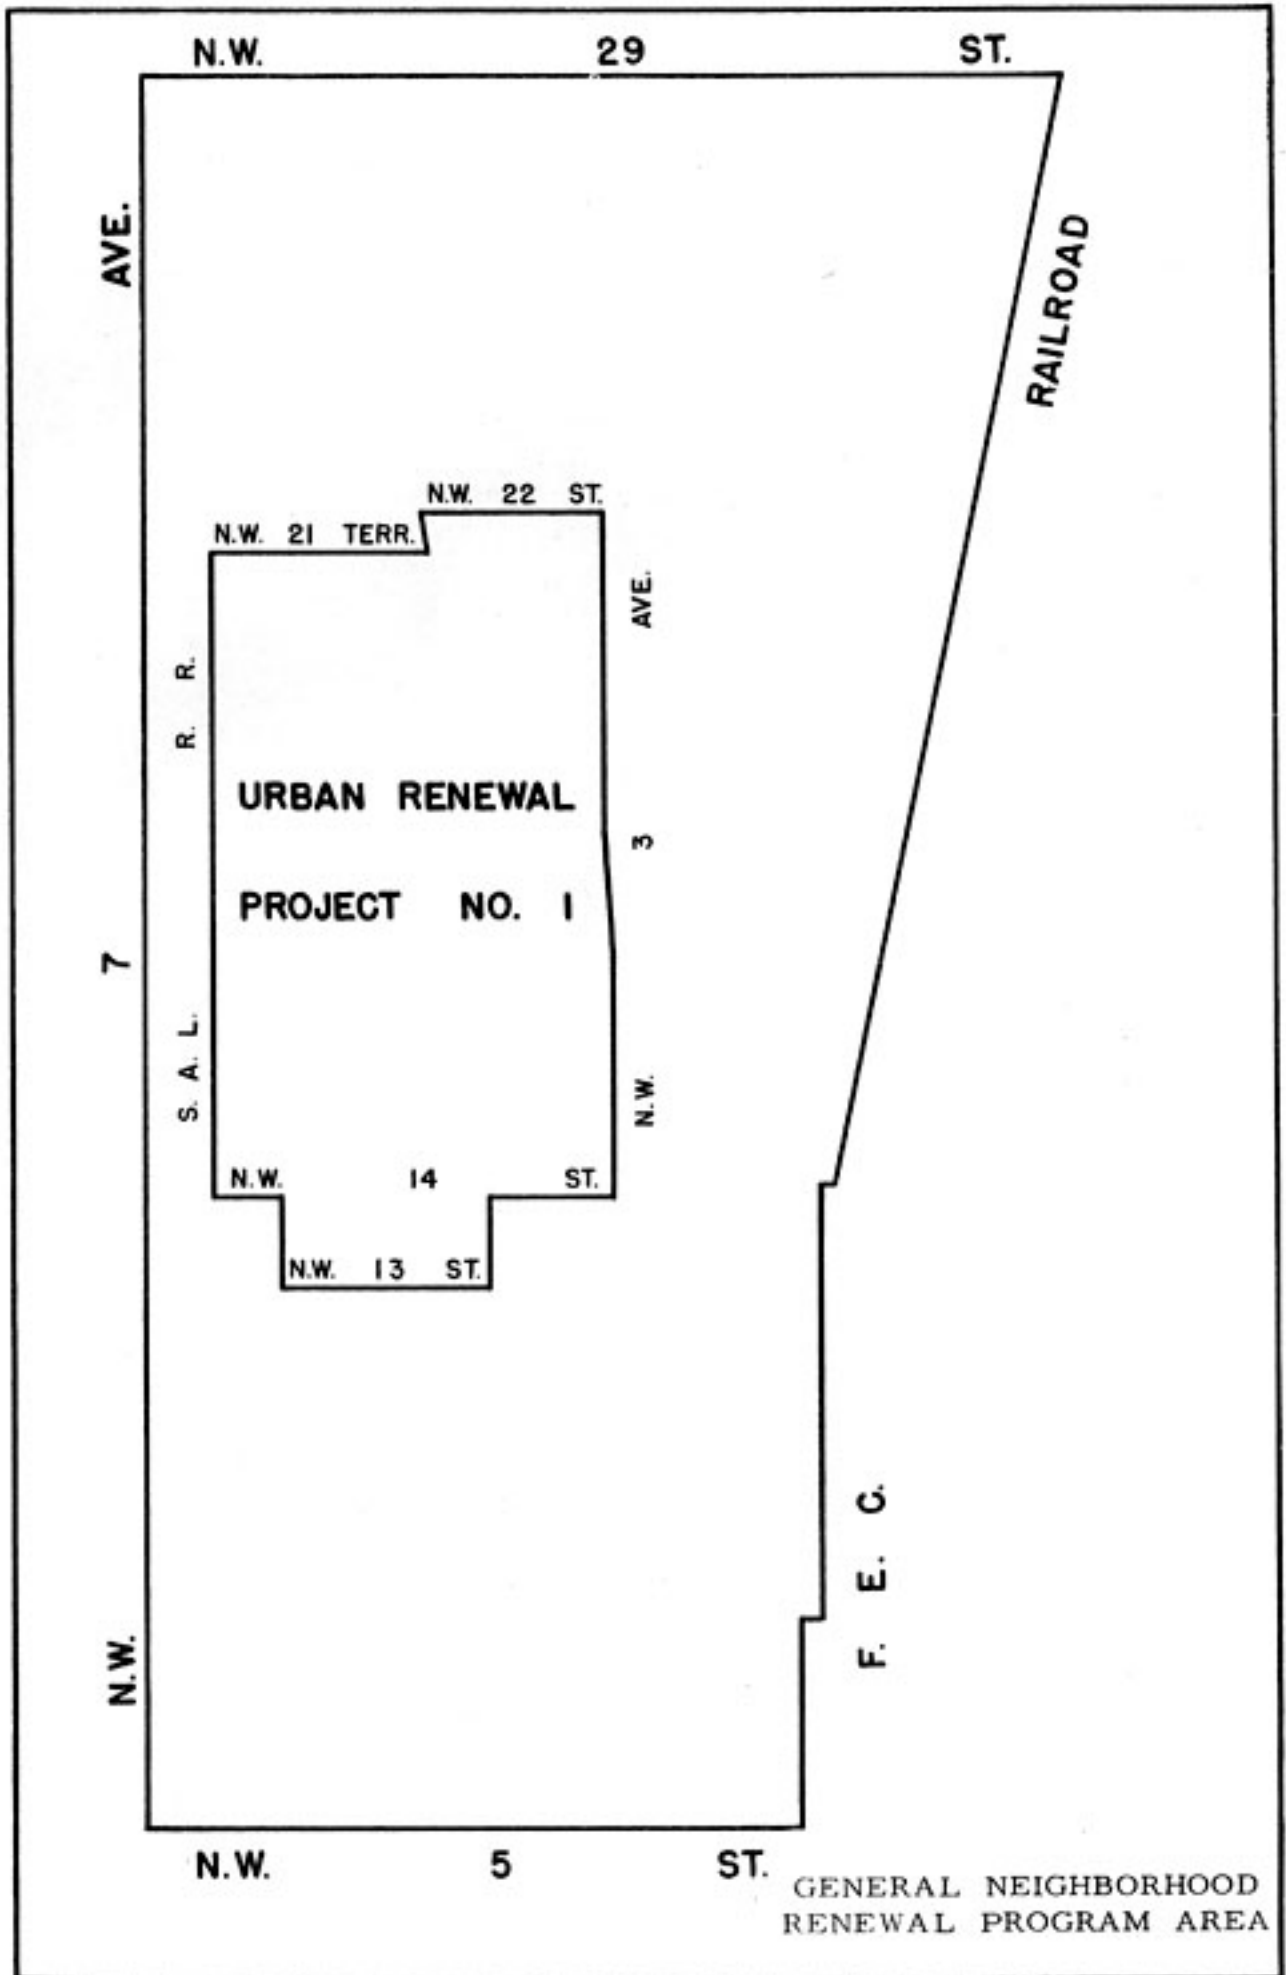 N.W. 29 ST.
N.W. 7 AVE.
F. E. C. RAILROAD
N.W. 22 ST.
N.W. 21 TERR.
S. A. L. R. R.
N.W. 3 AVE.
URBAN RENEWAL
PROJECT NO. 1
N.W. 14 ST.
N.W. 13 ST.
N.W. 5 ST.
GENERAL NEIGHBORHOOD
RENEWAL PROGRAM AREA